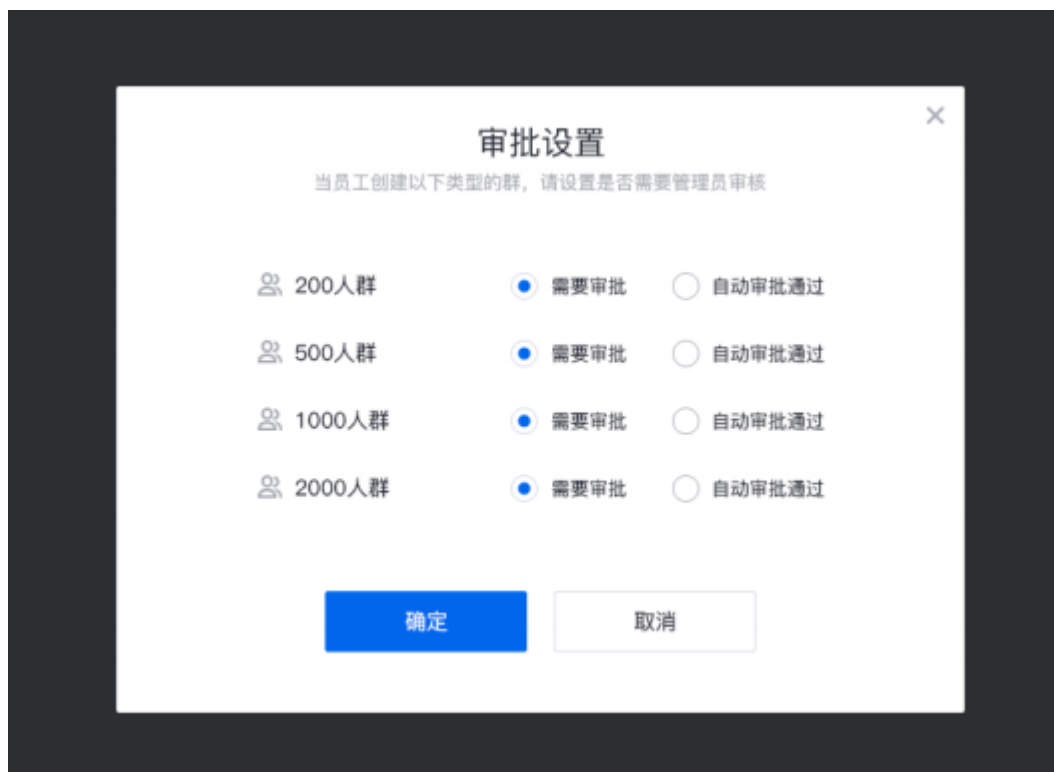 审批设置
当员工创建以下类型的群，请设置是否需要管理员审核
200人群 需要审批 自动审批通过
500人群 需要审批 自动审批通过
1000人群 需要审批 自动审批通过
2000人群 需要审批 自动审批通过
确定 取消